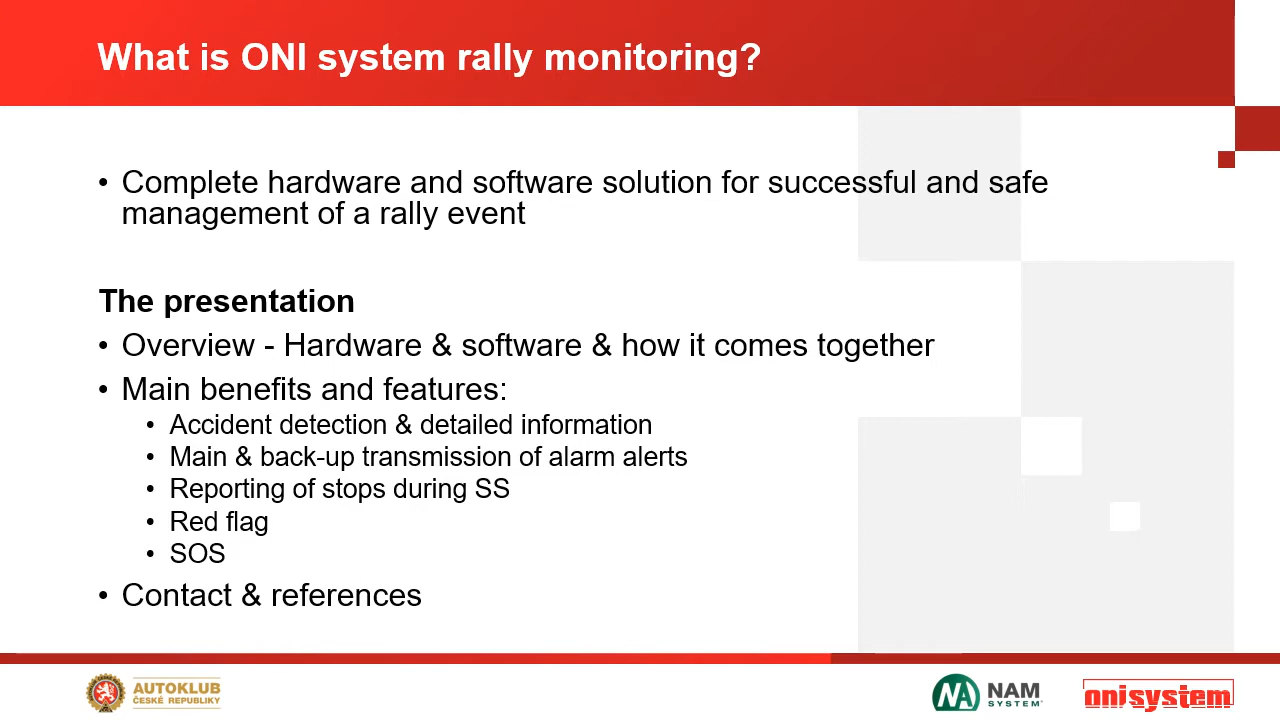 What is ONI system rally monitoring?
• Complete hardware and software solution for successful and safe
management of a rally event
The presentation
• Overview - Hardware & software & how it comes together
• Main benefits and features:
• Accident detection & detailed information
• Main & back-up transmission of alarm alerts
• Reporting of stops during SS
• Red flag
• SOS
• Contact & references
AUTOKLUB
ČESKÉ REPUBLIKY
NAM
SYSTEM
onisystem